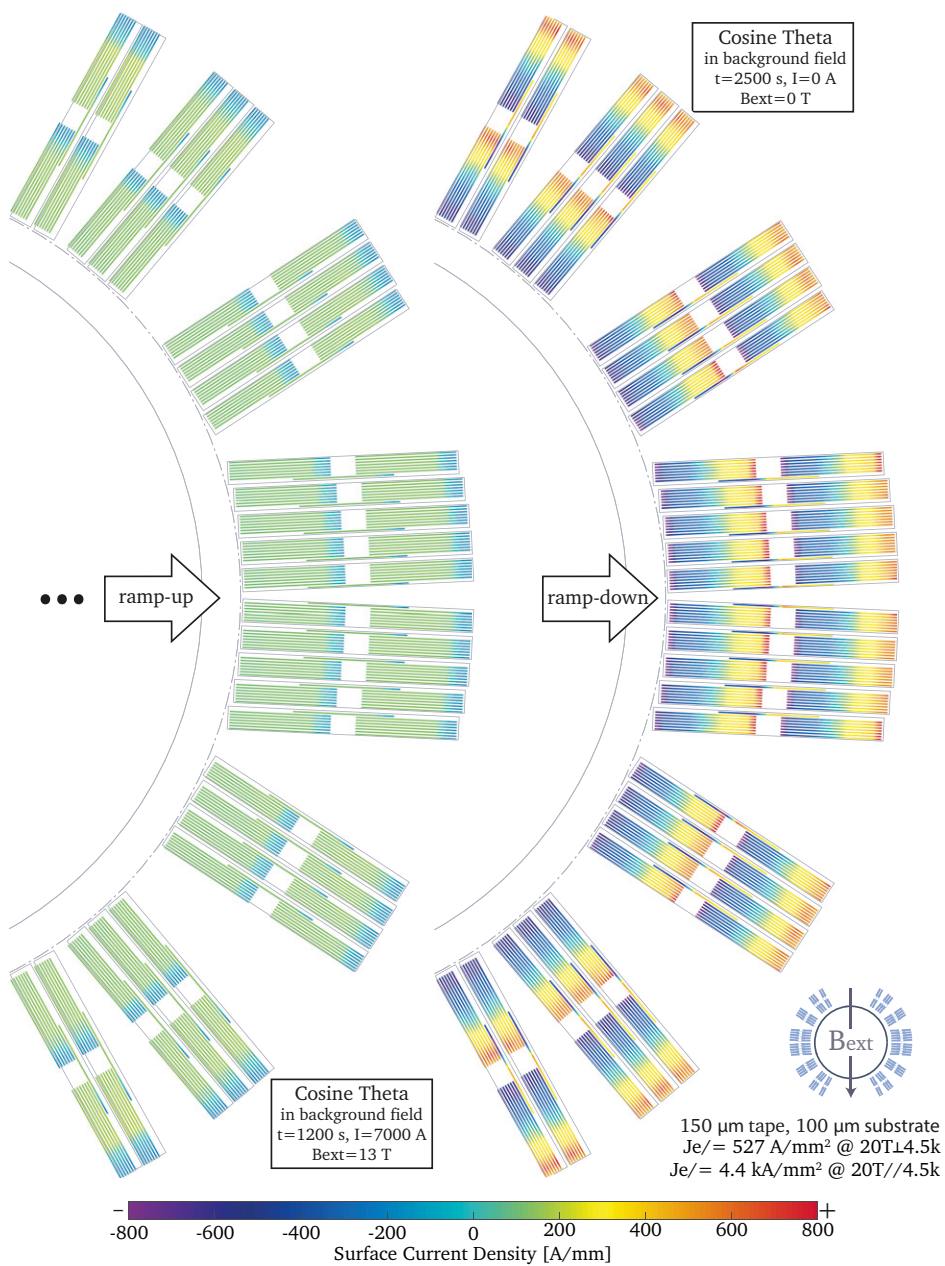 Cosine Theta
in background field
t=2500 s, I=0 A
Bext=0 T
ramp-up
ramp-down
Cosine Theta
in background field
t=1200 s, I=7000 A
Bext=13 T
Bext
150 µm tape, 100 µm substrate
Je/= 527 A/mm² @ 20T⊥4.5k
Je/= 4.4 kA/mm² @ 20T//4.5k
− +
-800 -600 -400 -200 0 200 400 600 800
Surface Current Density [A/mm]